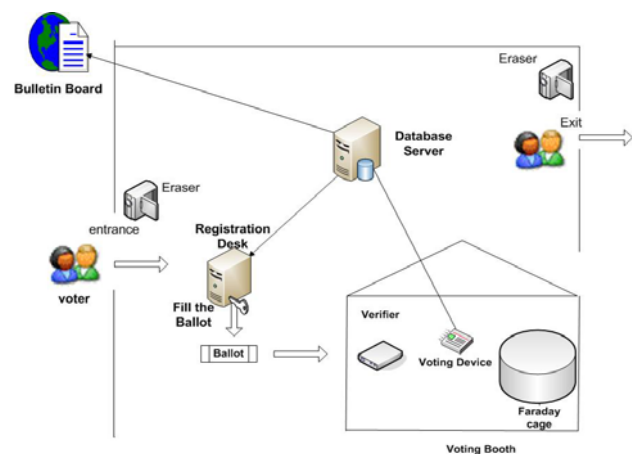 Bulletin Board
Eraser
Exit
Database
Server
Eraser
entrance
voter
Registration
Desk
Fill the
Ballot
Ballot
Verifier
Voting Device
Faraday
cage
Voting Booth